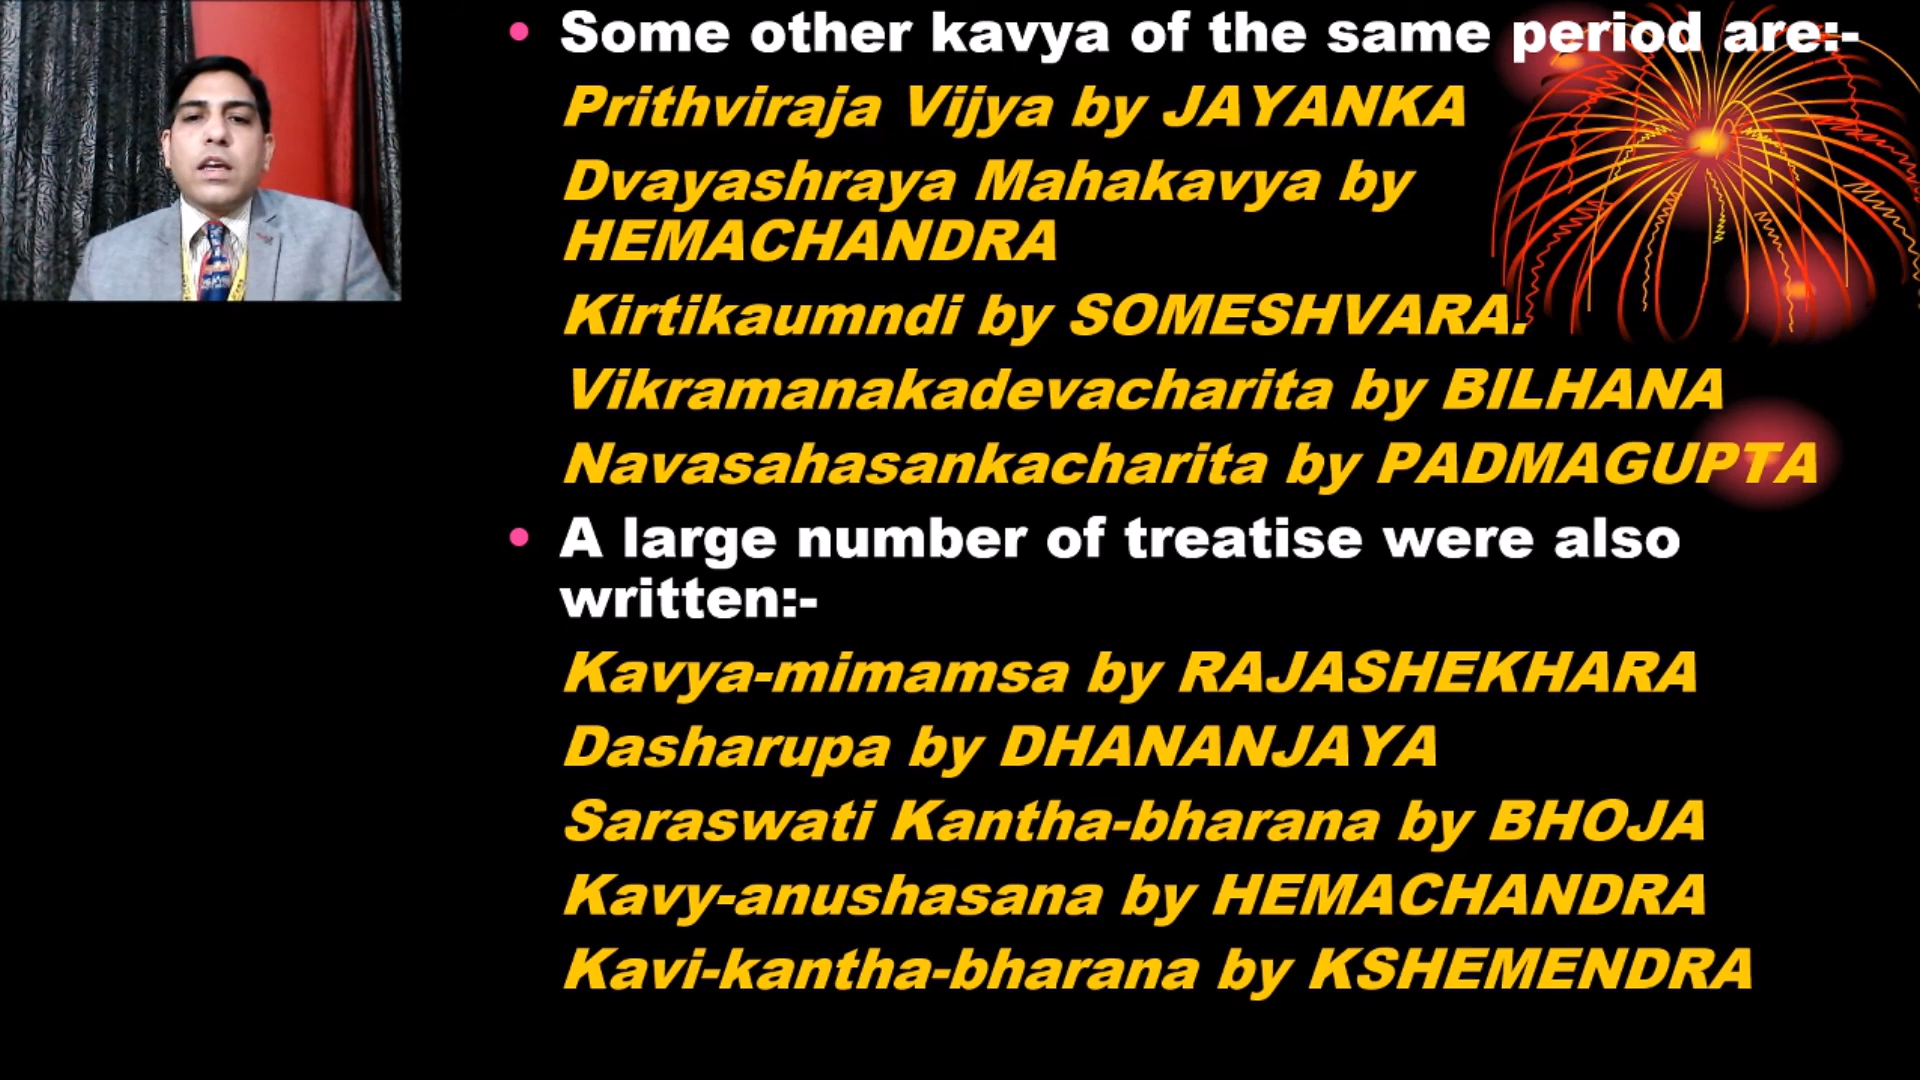 Some other kavya of the same period are:-
Prithviraja Vijya by JAYANKA
Dvayashraya Mahakavya by
HEMACHANDRA
Kirtikaumndi by SOMESHVARA.
Vikramanakadevacharita by BILHANA
Navasahasankacharita by PADMAGUPTA
A large number of treatise were also
written:-
Kavya-mimamsa by RAJASHEKHARA
Dasharupa by DHANANJAYA
Saraswati Kantha-bharana by BHOJA
Kavy-anushasana by HEMACHANDRA
Kavi-kantha-bharana by KSHEMENDRA